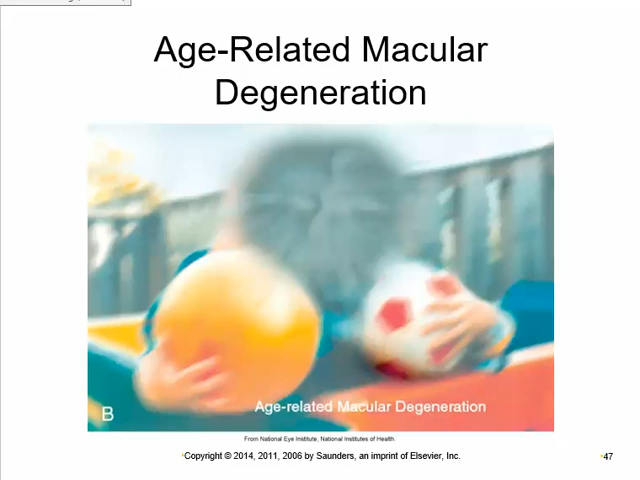 Age-Related Macular
Degeneration
B
Age-related Macular Degeneration
From National Eye Institute, National Institutes of Health.
Copyright © 2014, 2011, 2006 by Saunders, an imprint of Elsevier, Inc.
47